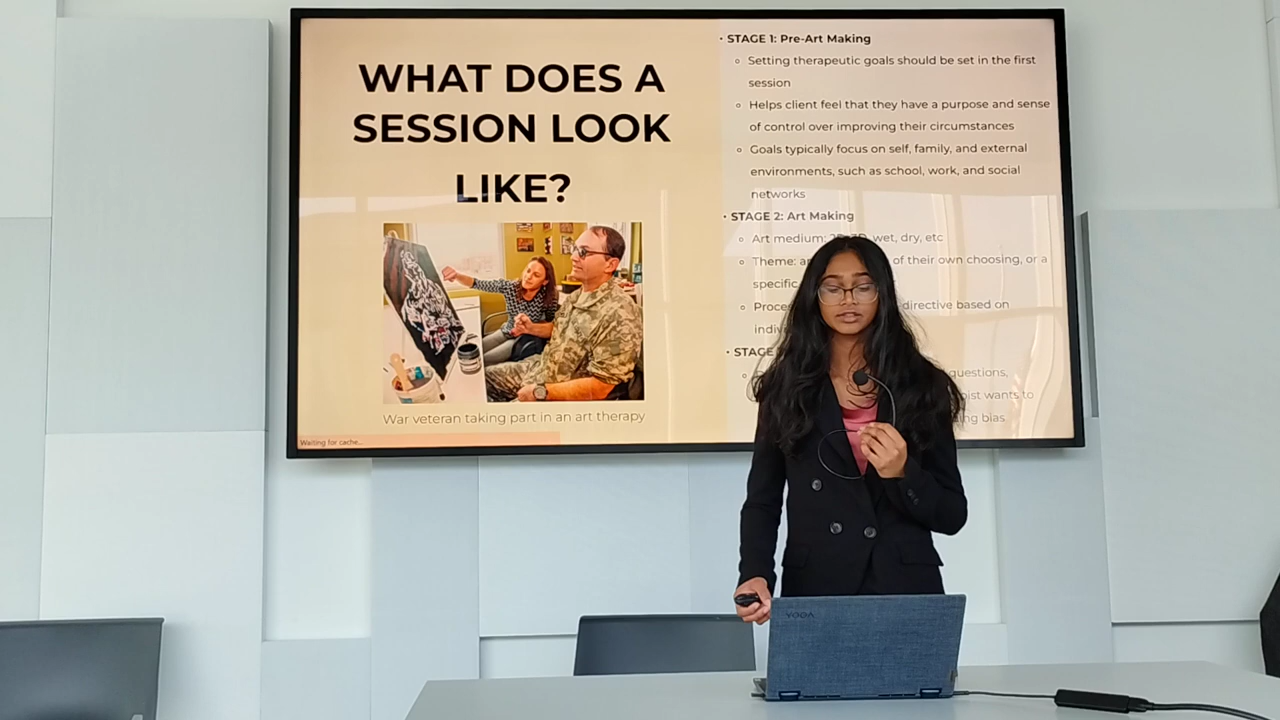 WHAT DOES A
SESSION LOOK
LIKE?
War veteran taking part in an art therapy
Waiting for cache...
• STAGE 1: Pre-Art Making
Setting therapeutic goals should be set in the first
session
Helps client feel that they have a purpose and sense
of control over improving their circumstances
Goals typically focus on self, family, and external
environments, such as school, work, and social
networks
• STAGE 2: Art Making
Art medium: 2D, 3D, wet, dry, etc
Theme: of their own choosing, or a
specific
directive based on
• STAGE
questions,
wants to
bias
YOGA